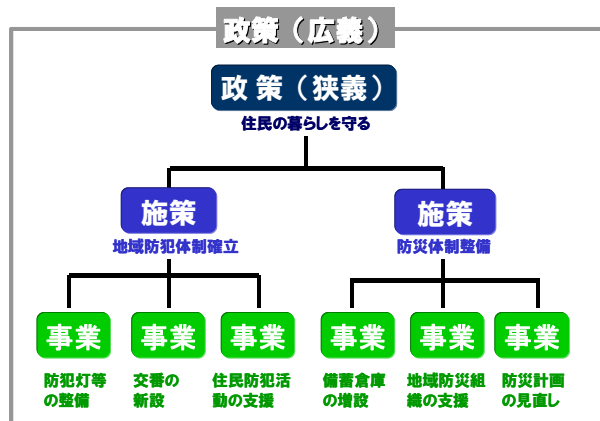 政策（広義）
政 策（狭義）
住民の暮らしを守る
施策
施策
地域防犯体制確立
防災体制整備
事業
事業
事業
事業
事業
事業
防犯灯等
の整備
交番の
新設
住民防犯活
動の支援
備蓄倉庫
の増設
地域防災組
織の支援
防災計画
の見直し